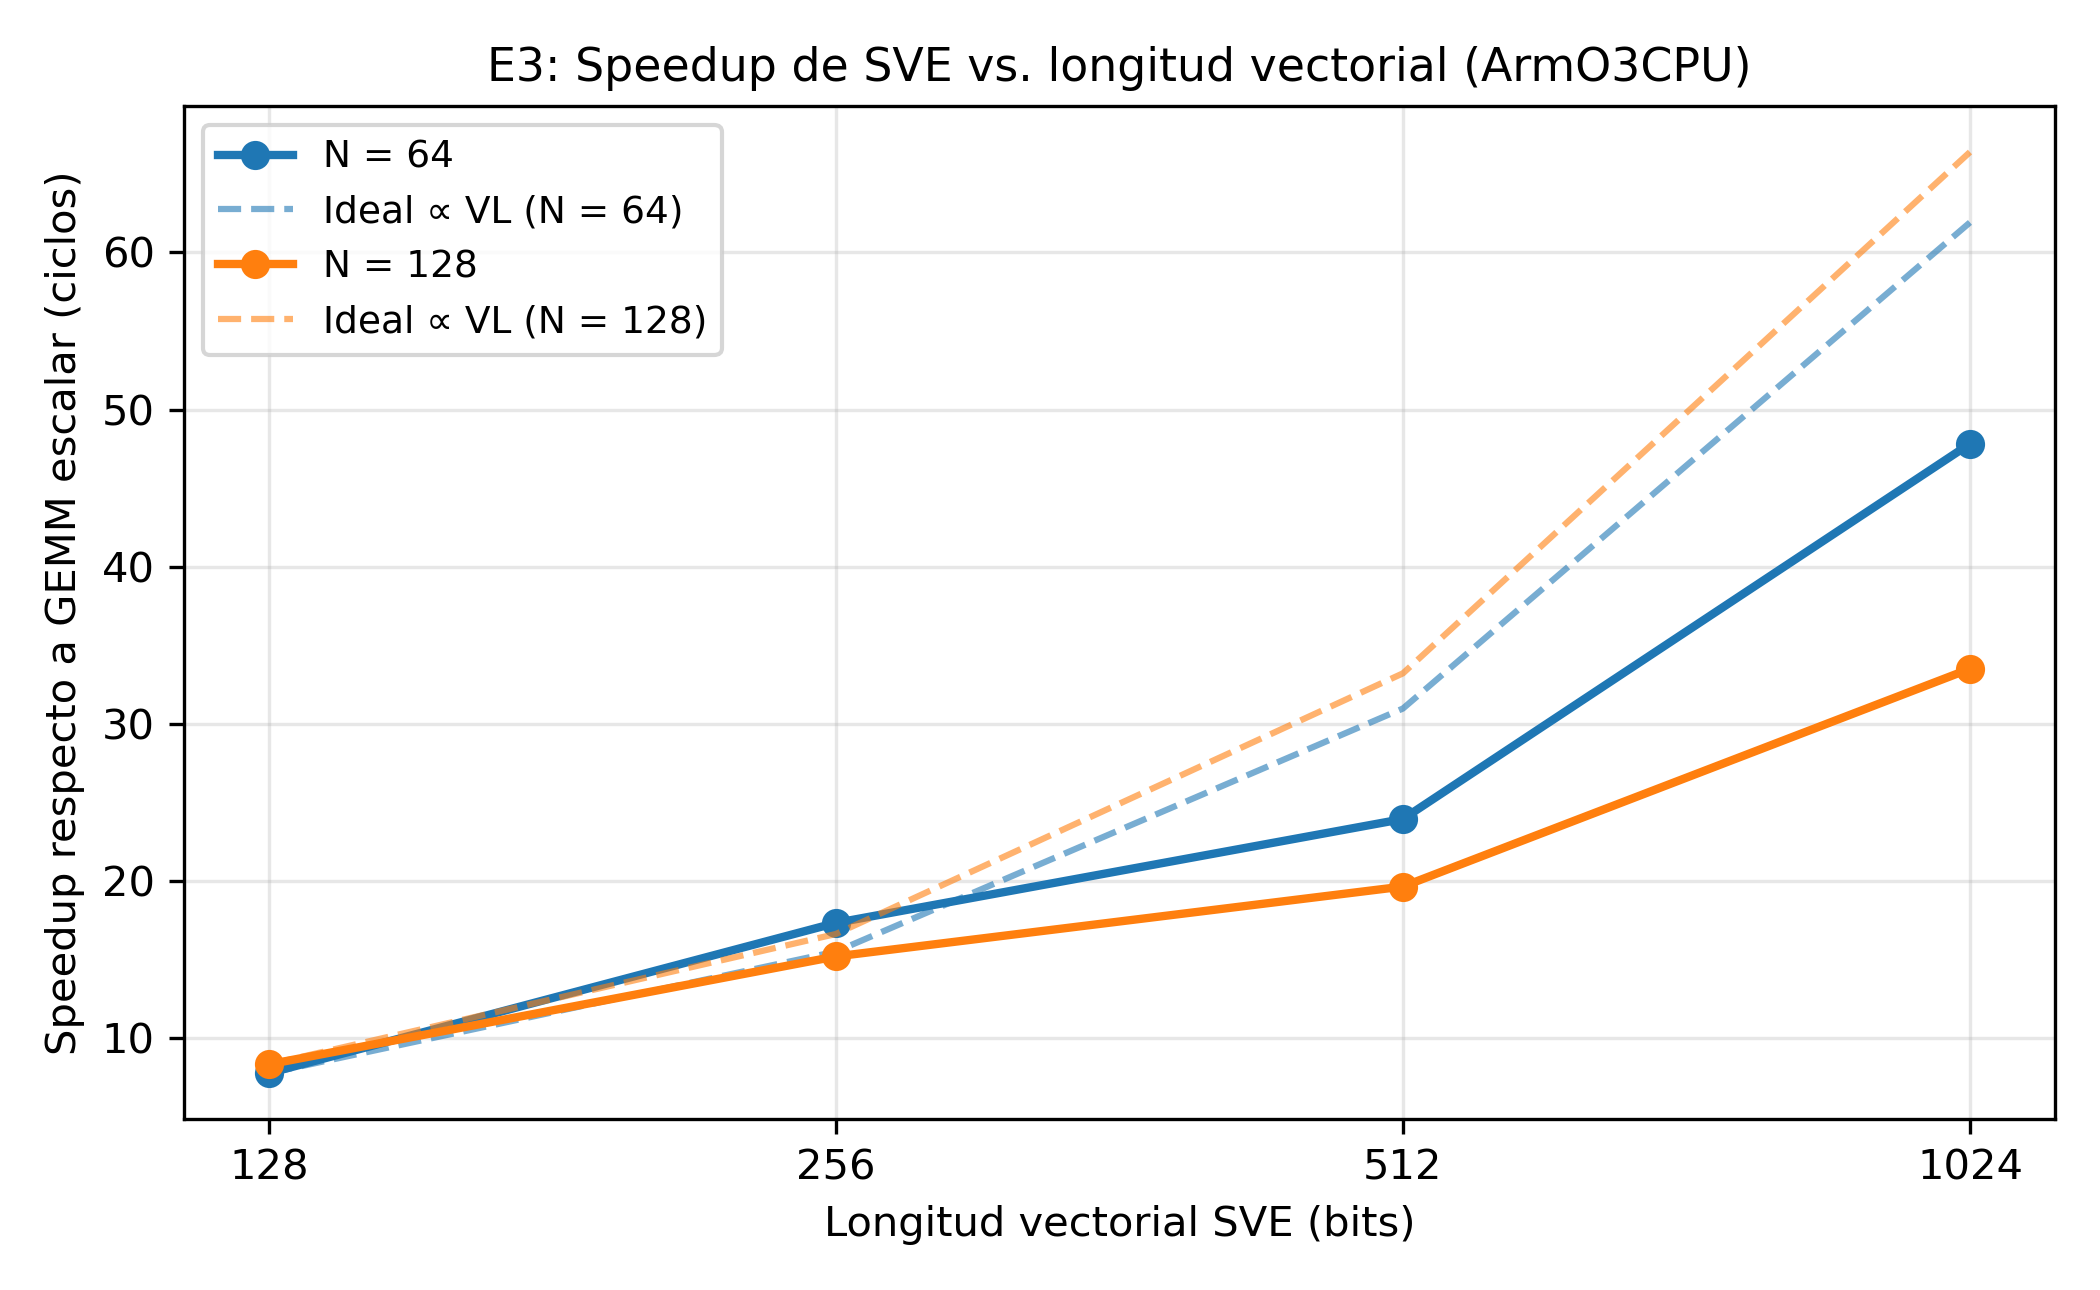 E3: Speedup de SVE vs. longitud vectorial (ArmO3CPU)
N = 64
Ideal ∝ VL (N = 64)
N = 128
Ideal ∝ VL (N = 128)
Speedup respecto a GEMM escalar (ciclos)
60
50
40
30
20
10
128 256 512 1024
Longitud vectorial SVE (bits)